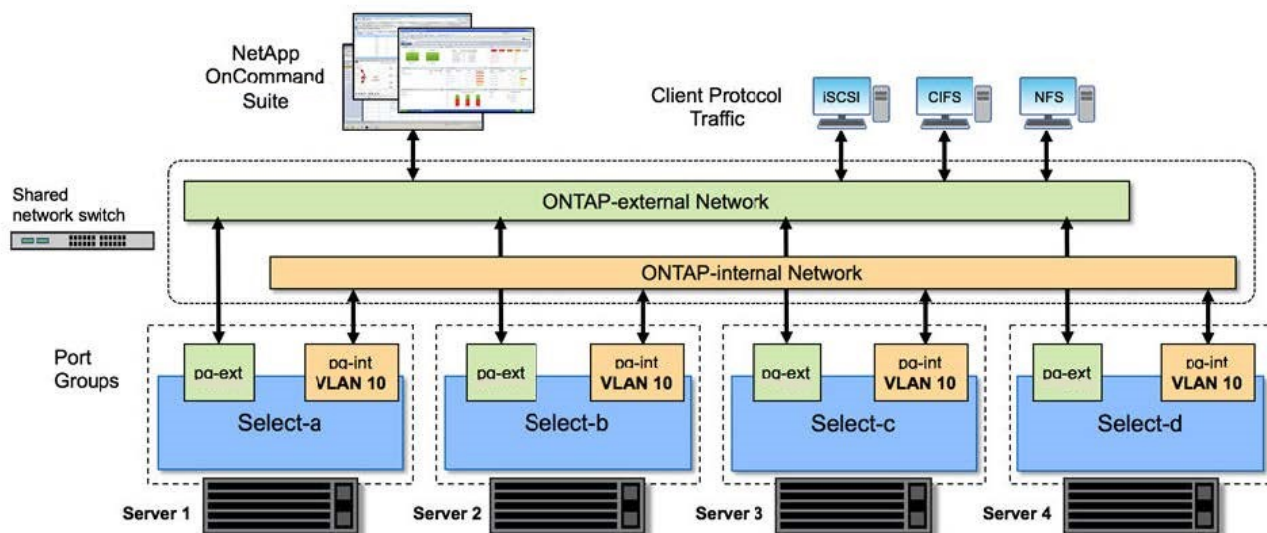 NetApp
OnCommand
Suite
Client Protocol
Traffic
iSCSI
CIFS
NFS
Shared
network switch
ONTAP-external Network
ONTAP-internal Network
Port
Groups
pg-ext
pg-int
VLAN 10
Select-a
pg-ext
pg-int
VLAN 10
Select-b
pg-ext
pg-int
VLAN 10
Select-c
pg-ext
pg-int
VLAN 10
Select-d
Server 1
Server 2
Server 3
Server 4